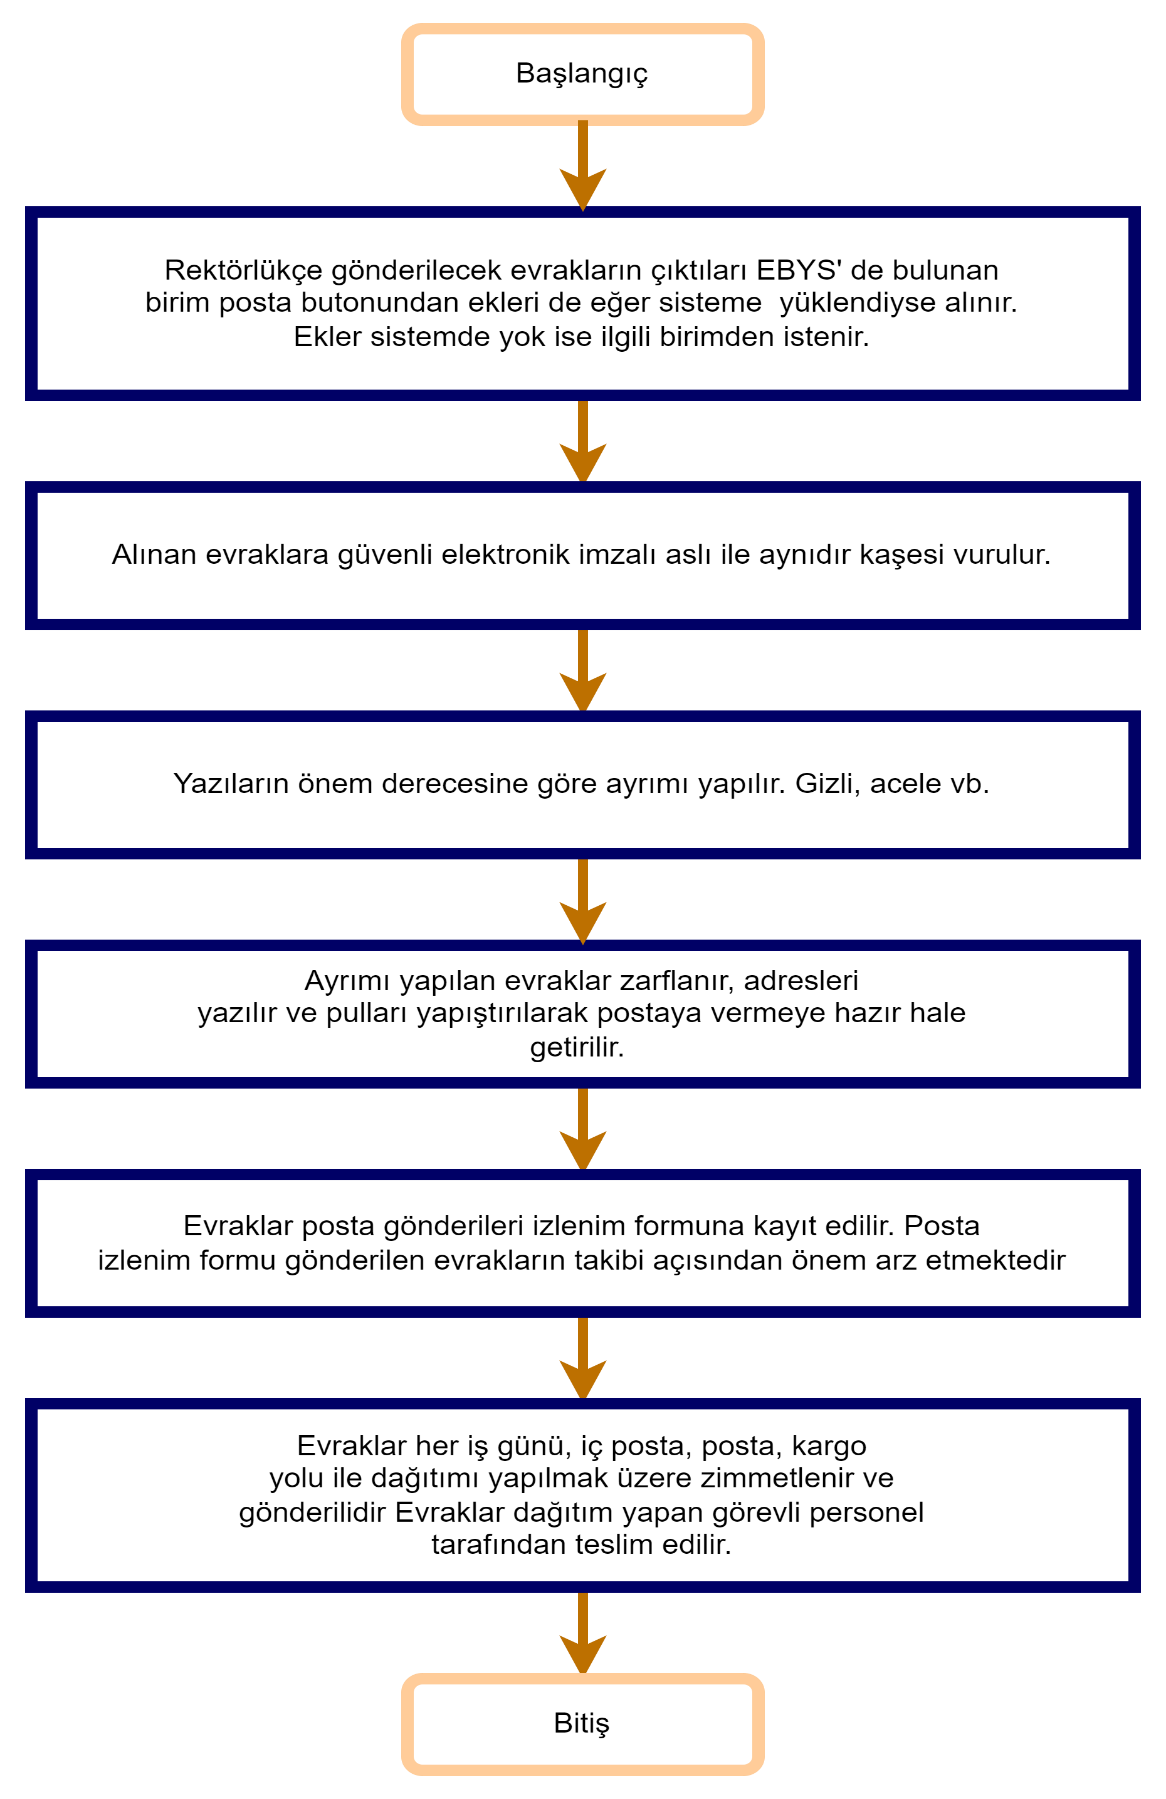 Başlangıç
Rektörlükçe gönderilecek evrakların çıktıları EBYS' de bulunan
birim posta butonundan ekleri de eğer sisteme  yüklendiyse alınır.
Ekler sistemde yok ise ilgili birimden istenir.
Alınan evraklara güvenli elektronik imzalı aslı ile aynıdır kaşesi vurulur.
Yazıların önem derecesine göre ayrımı yapılır. Gizli, acele vb.
Ayrımı yapılan evraklar zarflanır, adresleri
yazılır ve pulları yapıştırılarak postaya vermeye hazır hale
getirilir.
Evraklar posta gönderileri izlenim formuna kayıt edilir. Posta
izlenim formu gönderilen evrakların takibi açısından önem arz etmektedir
Evraklar her iş günü, iç posta, posta, kargo
yolu ile dağıtımı yapılmak üzere zimmetlenir ve
gönderilidir Evraklar dağıtım yapan görevli personel
tarafından teslim edilir.
Bitiş